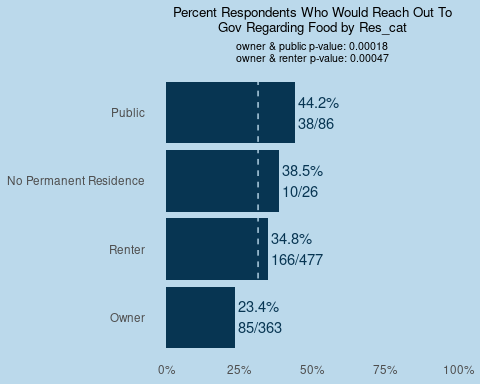 Percent Respondents Who Would Reach Out To
Gov Regarding Food by Res_cat
owner & public p-value: 0.00018
owner & renter p-value: 0.00047
Public
44.2%
38/86
No Permanent Residence
38.5%
10/26
Renter
34.8%
166/477
Owner
23.4%
85/363
0%
25%
50%
75%
100%